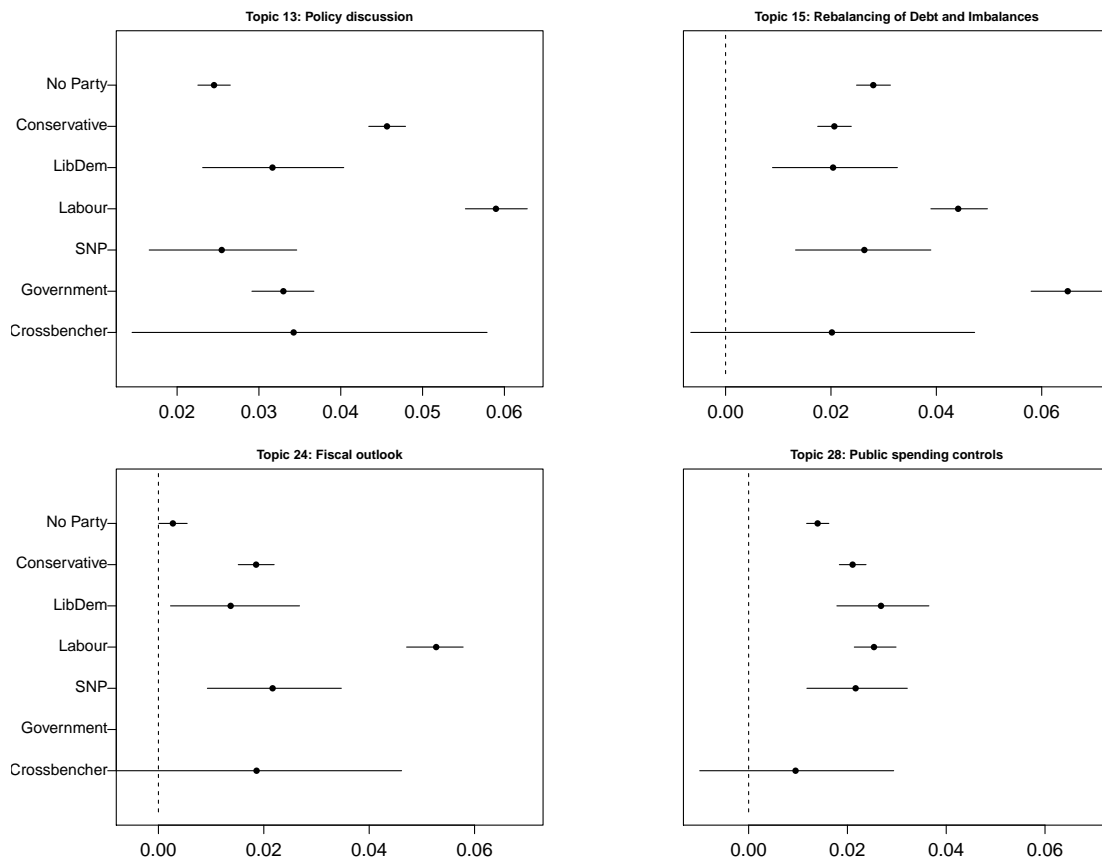 Topic 13: Policy discussion
No Party
Conservative
LibDem
Labour
SNP
Government
Crossbencher
0.02 0.03 0.04 0.05 0.06
Topic 15: Rebalancing of Debt and Imbalances
0.00 0.02 0.04 0.06
Topic 24: Fiscal outlook
No Party
Conservative
LibDem
Labour
SNP
Government
Crossbencher
0.00 0.02 0.04 0.06
Topic 28: Public spending controls
0.00 0.02 0.04 0.06